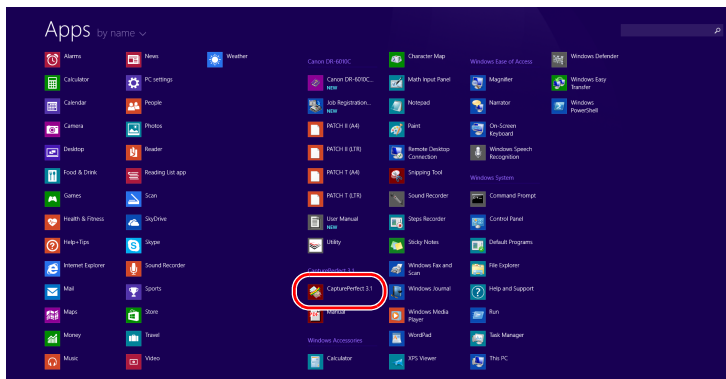 Apps by name
Alarms
Calculator
Calendar
Camera
Desktop
Food & Drink
Games
Health & Fitness
Help+Tips
Internet Explorer
Mail
Maps
Money
Music
News
PC settings
People
Photos
Reader
Reading List app
Scan
SkyDrive
Skype
Sound Recorder
Sports
Store
Travel
Video
Weather
Canon DR-6010C
Canon DR-6010C...
NEW
Job Registration...
NEW
PATCH II (A4)
PATCH II (LTR)
PATCH T (A4)
PATCH T (LTR)
User Manual
NEW
Utility
CapturePerfect 3.1
CapturePerfect 3.1
Manual
Windows Accessories
Calculator
Character Map
Math Input Panel
Notepad
Paint
Remote Desktop
Connection
Snipping Tool
Sound Recorder
Steps Recorder
Sticky Notes
Windows Fax and
Scan
Windows Journal
Windows Media
Player
WordPad
XPS Viewer
Windows Ease of Access
Magnifier
Narrator
On-Screen
Keyboard
Windows Speech
Recognition
Windows System
Command Prompt
Control Panel
Default Programs
File Explorer
Help and Support
Run
Task Manager
This PC
Windows Defender
Windows Easy
Transfer
Windows
PowerShell